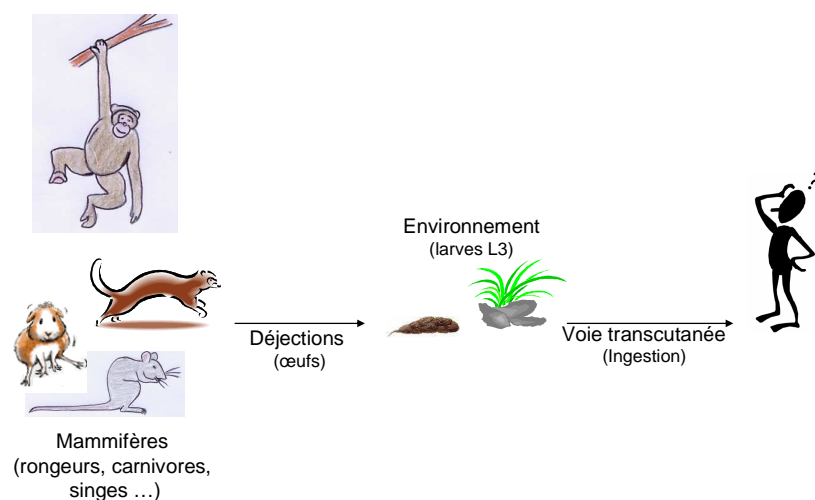 Environnement
(larves L3)
Déjections
(œufs)
Voie transcutanée
(Ingestion)
Mammifères
(rongeurs, carnivores,
singes …)